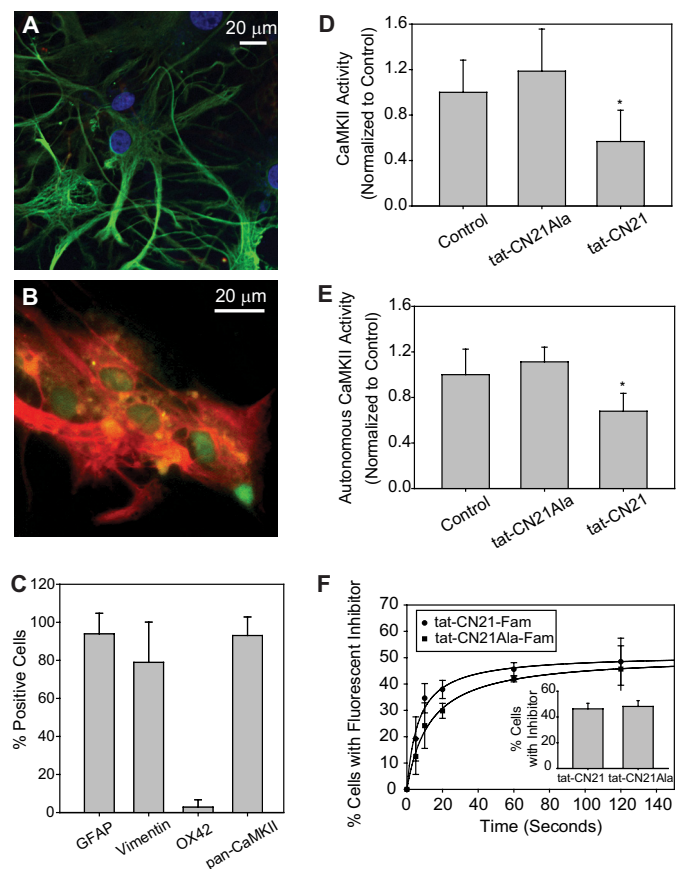 A
20 µm
B
20 µm
C
% Positive Cells
120
100
80
60
40
20
0
GFAP
Vimentin
OX42
pan-CaMKII
D
CaMKII Activity
(Normalized to Control)
1.6
1.2
0.8
0.4
0.0
*
Control
tat-CN21Ala
tat-CN21
E
Autonomous CaMKII Activity
(Normalized to Control)
1.6
1.2
0.8
0.4
0.0
*
Control
tat-CN21Ala
tat-CN21
F
% Cells with Fluorescent Inhibitor
70
60
50
40
30
20
10
0
tat-CN21-Fam
tat-CN21Ala-Fam
% Cells
with Inhibitor
60
40
20
0
tat-CN21 tat-CN21Ala
0 20 40 60 80 100 120 140
Time (Seconds)